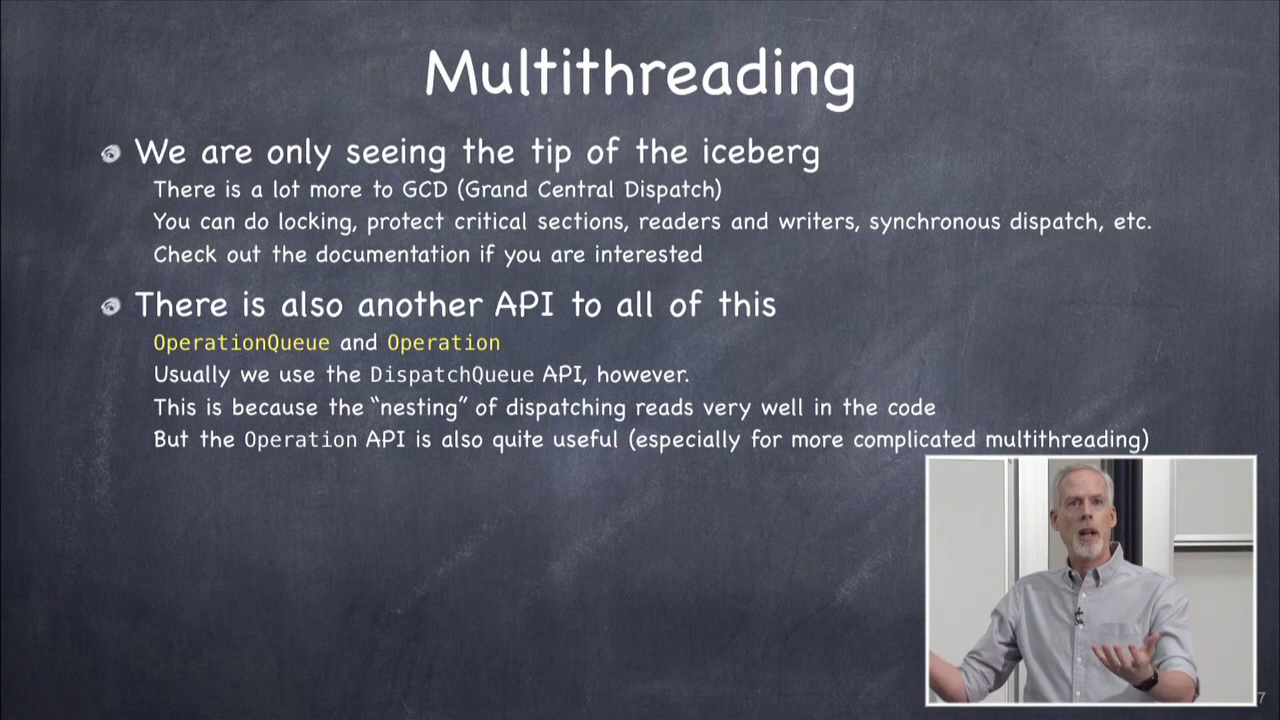 Multithreading
We are only seeing the tip of the iceberg
There is a lot more to GCD (Grand Central Dispatch)
You can do locking, protect critical sections, readers and writers, synchronous dispatch, etc.
Check out the documentation if you are interested
There is also another API to all of this
OperationQueue and Operation
Usually we use the DispatchQueue API, however.
This is because the “nesting” of dispatching reads very well in the code
But the Operation API is also quite useful (especially for more complicated multithreading)
7